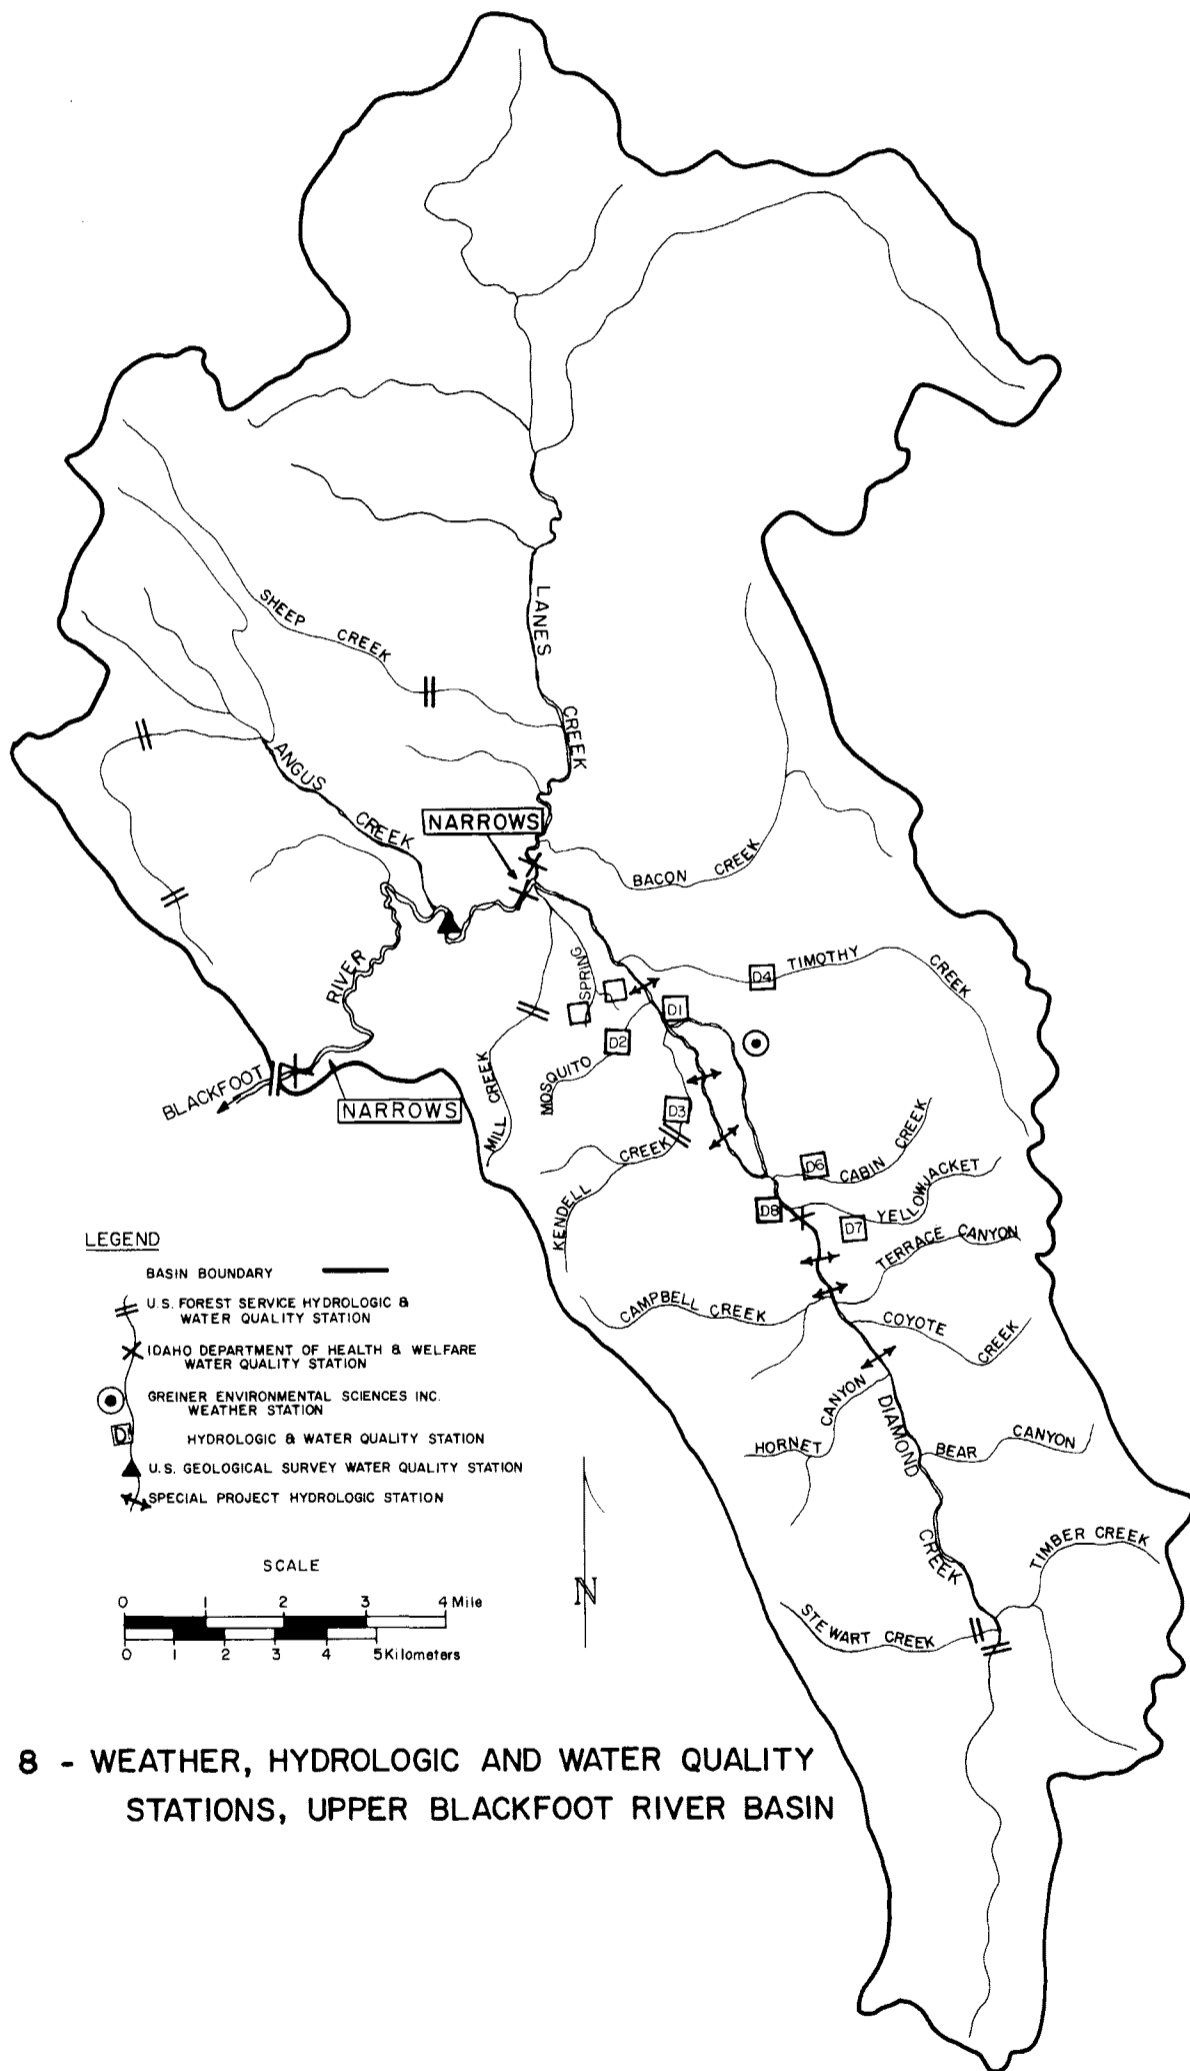 LANES
CREEK
SHEEP CREEK
ANGUS
CREEK
NARROWS
BACON CREEK
RIVER
SPRING
D4
TIMOTHY
CREEK
D1
D2
MOSQUITO
BLACKFOOT
NARROWS
MILL CREEK
D3
KENDELL CREEK
D6
CABIN CREEK
D8
D7
YELLOWJACKET
TERRACE CANYON
CAMPBELL CREEK
COYOTE
CREEK
HORNET CANYON
DIAMOND
CREEK
BEAR CANYON
TIMBER CREEK
STEWART CREEK
LEGEND
BASIN BOUNDARY
U.S. FOREST SERVICE HYDROLOGIC &
WATER QUALITY STATION
IDAHO DEPARTMENT OF HEALTH & WELFARE
WATER QUALITY STATION
GREINER ENVIRONMENTAL SCIENCES INC.
WEATHER STATION
HYDROLOGIC & WATER QUALITY STATION
U.S. GEOLOGICAL SURVEY WATER QUALITY STATION
SPECIAL PROJECT HYDROLOGIC STATION
SCALE
0 1 2 3 4 Mile
0 1 2 3 4 5 Kilometers
N
8 - WEATHER, HYDROLOGIC AND WATER QUALITY
STATIONS, UPPER BLACKFOOT RIVER BASIN